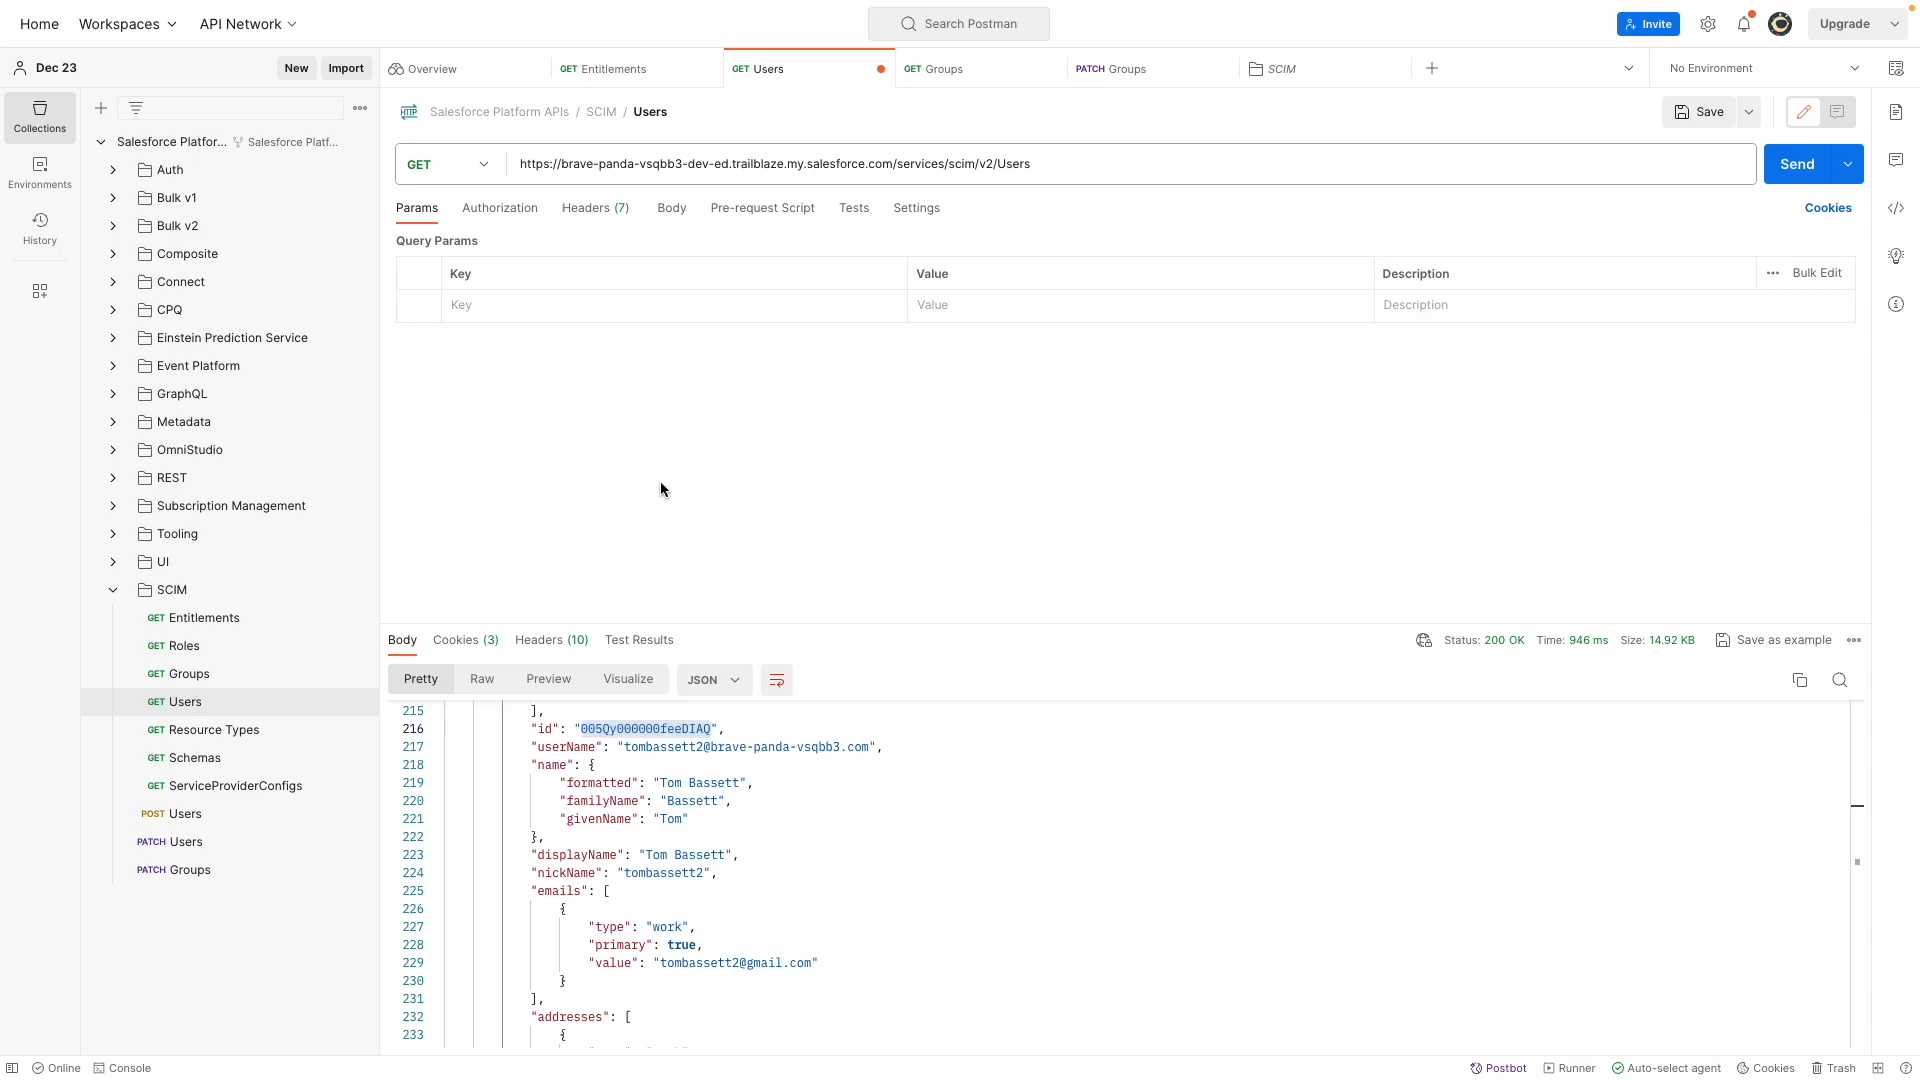 Home Workspaces API Network Search Postman Invite Upgrade
Dec 23 New Import Overview GET Entitlements GET Users GET Groups PATCH Groups SCIM No Environment
Collections
Environments
History
Salesforce Platfor... Salesforce Platf...
Auth
Bulk v1
Bulk v2
Composite
Connect
CPQ
Einstein Prediction Service
Event Platform
GraphQL
Metadata
OmniStudio
REST
Subscription Management
Tooling
UI
SCIM
GET Entitlements
GET Roles
GET Groups
GET Users
GET Resource Types
GET Schemas
GET ServiceProviderConfigs
POST Users
PATCH Users
PATCH Groups
HTTP Salesforce Platform APIs / SCIM / Users Save
GET https://brave-panda-vsqbb3-dev-ed.trailblaze.my.salesforce.com/services/scim/v2/Users Send
Params Authorization Headers (7) Body Pre-request Script Tests Settings Cookies
Query Params
Key Value Description Bulk Edit
Key Value Description
Body Cookies (3) Headers (10) Test Results Status: 200 OK Time: 946 ms Size: 14.92 KB Save as example
Pretty Raw Preview Visualize JSON
215 ],
216 "id": "005Qy000000feeDIAQ",
217 "userName": "tombassett2@brave-panda-vsqbb3.com",
218 "name": {
219 "formatted": "Tom Bassett",
220 "familyName": "Bassett",
221 "givenName": "Tom"
222 },
223 "displayName": "Tom Bassett",
224 "nickName": "tombassett2",
225 "emails": [
226 {
227 "type": "work",
228 "primary": true,
229 "value": "tombassett2@gmail.com"
230 }
231 ],
232 "addresses": [
233 {
Online Console Postbot Runner Auto-select agent Cookies Trash